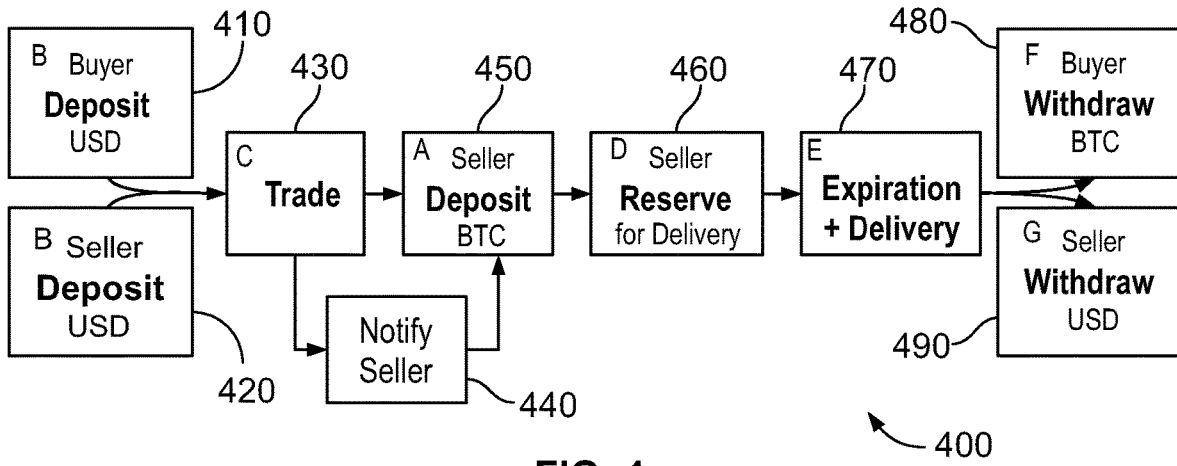 410
B Buyer
Deposit
USD
B Seller
Deposit
USD
420
430
C
Trade
Notify
Seller
440
450
A Seller
Deposit
BTC
460
D Seller
Reserve
for Delivery
470
E
Expiration
+ Delivery
480
F Buyer
Withdraw
BTC
G Seller
Withdraw
USD
490
400